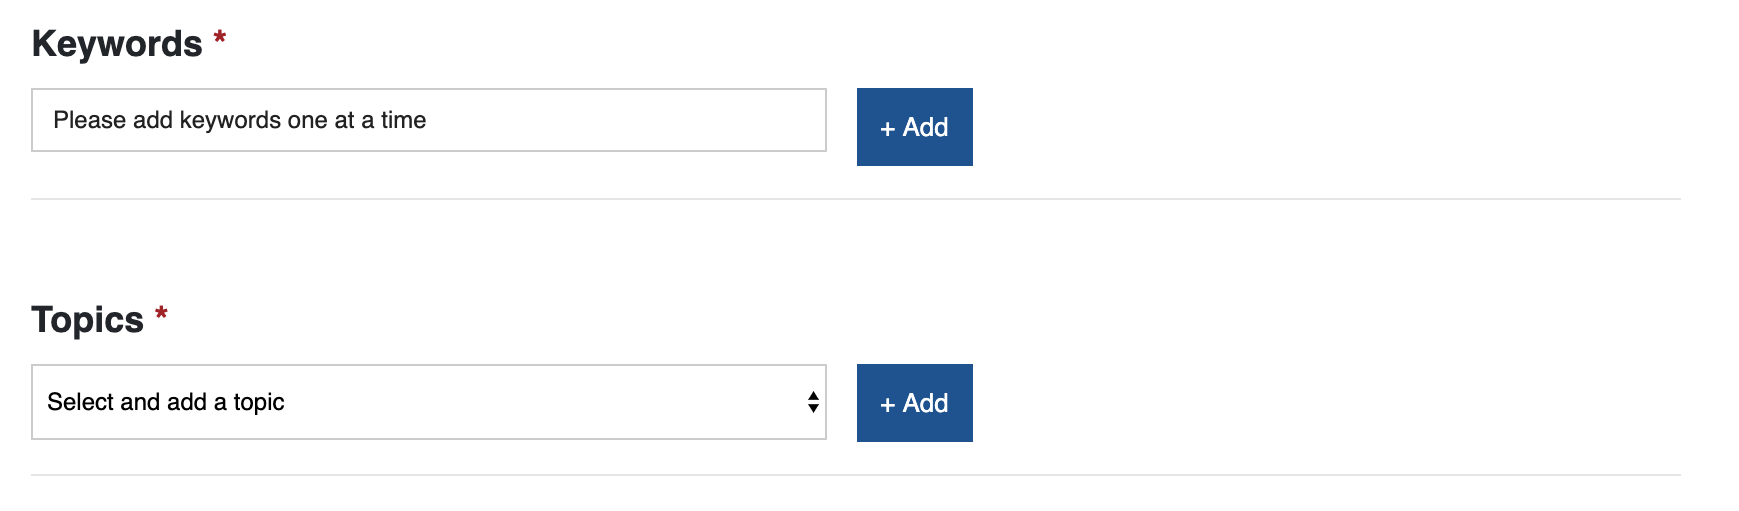 Keywords *
Please add keywords one at a time
+ Add
Topics *
Select and add a topic
+ Add